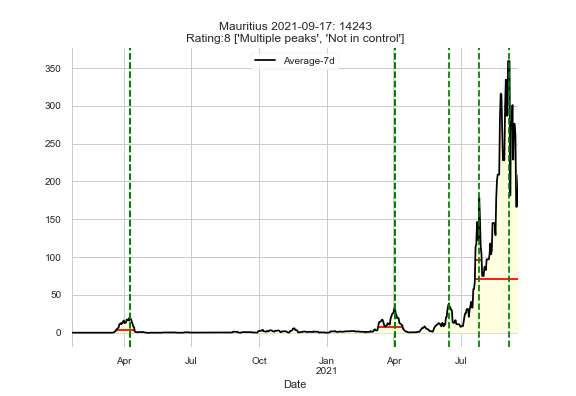 Mauritius 2021-09-17: 14243
Rating:8 ['Multiple peaks', 'Not in control']
Average-7d
350
300
250
200
150
100
50
0
Apr Jul Oct Jan Apr Jul
2021
Date